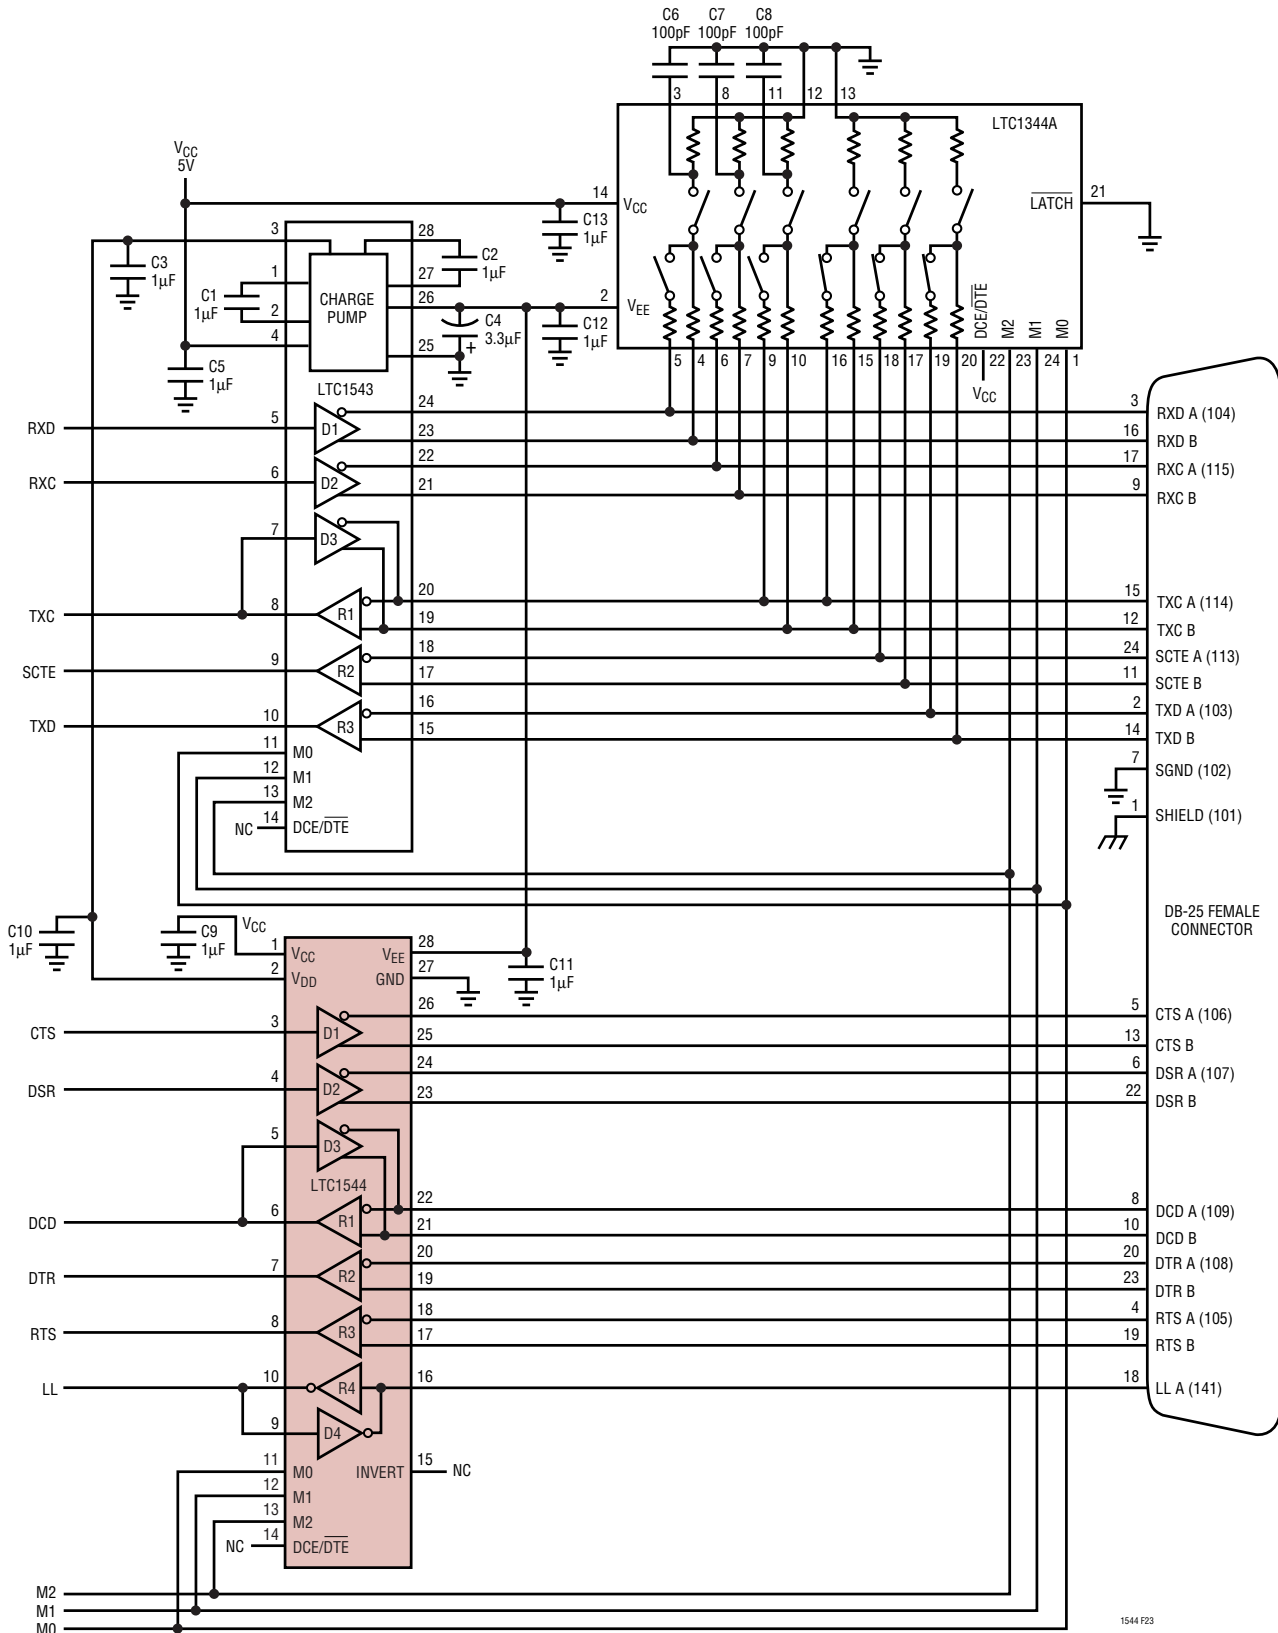 C6
100pF
C7
100pF
C8
100pF
3
8
11
12
13
LTC1344A
VCC
5V
14
VCC
LATCH
21
C13
1µF
3
28
C3
1µF
C2
1µF
1
27
C1
1µF
CHARGE
PUMP
26
2
VEE
C12
1µF
2
4
C4
3.3µF
+
25
C5
1µF
LTC1543
DCE/DTE
M2
M1
M0
5
4
6
7
9
10
16
15
18
17
19
20
22
23
24
1
VCC
RXD
5
D1
24
3
RXD A (104)
23
16
RXD B
RXC
6
D2
22
17
RXC A (115)
21
9
RXC B
7
D3
TXC
8
R1
20
15
TXC A (114)
19
12
TXC B
SCTE
9
R2
18
24
SCTE A (113)
17
11
SCTE B
TXD
10
R3
16
2
TXD A (103)
15
14
TXD B
11
M0
7
SGND (102)
12
M1
13
M2
1
SHIELD (101)
NC
14
DCE/DTE
DB-25 FEMALE
CONNECTOR
C10
1µF
C9
1µF
VCC
1
VCC
VEE
28
2
VDD
GND
27
C11
1µF
CTS
3
D1
26
5
CTS A (106)
25
13
CTS B
DSR
4
D2
24
6
DSR A (107)
23
22
DSR B
5
D3
LTC1544
DCD
6
R1
22
8
DCD A (109)
21
10
DCD B
DTR
7
R2
20
20
DTR A (108)
19
23
DTR B
RTS
8
R3
18
4
RTS A (105)
17
19
RTS B
LL
10
R4
16
18
LL A (141)
9
D4
11
M0
INVERT
15
NC
12
M1
13
M2
NC
14
DCE/DTE
M2
M1
M0
1544 F23